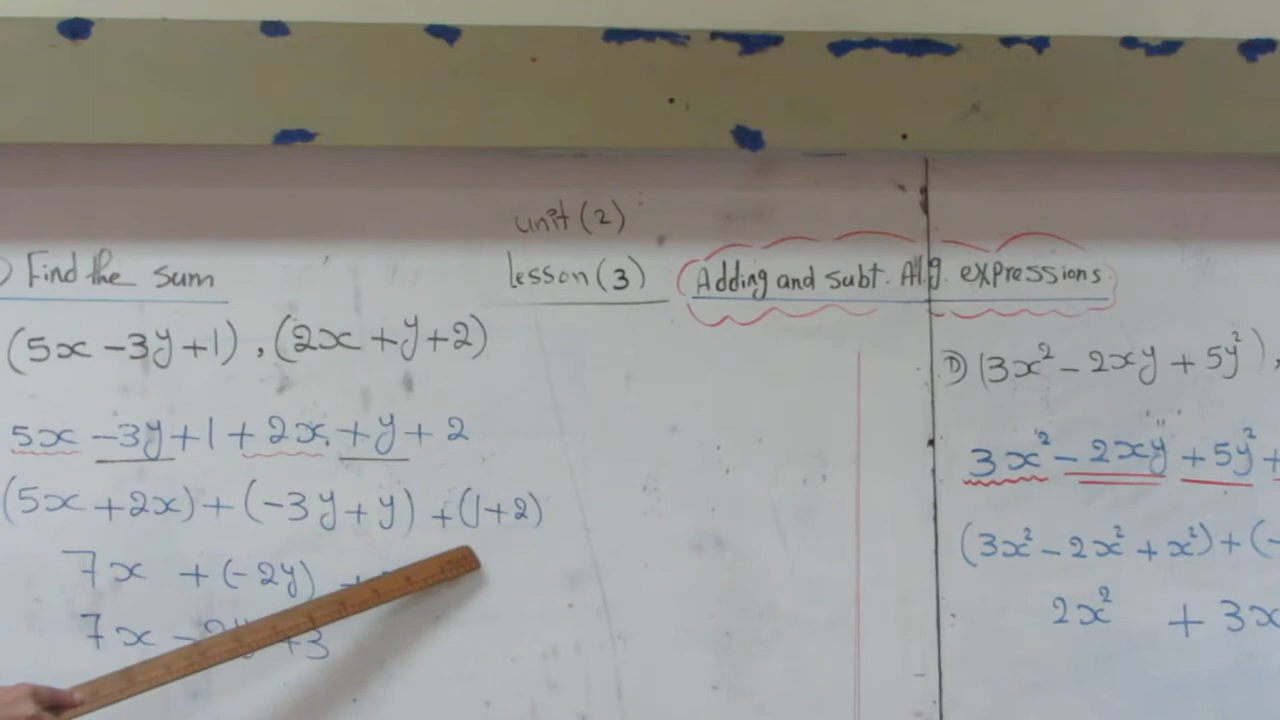 unit (2)
lesson (3) Adding and subt. Alg. expressions
) Find the sum
(5x -3y+1) , (2x +y+2)
5x -3y +1 +2x +y + 2
(5x +2x) + (-3y+y) + (1+2)
7x + (-2y) +
7x - 2y +3
D) (3x² - 2xy + 5y²),
3x² - 2xy + 5y² +
(3x² - 2x² + x²) + (-
2x² + 3x